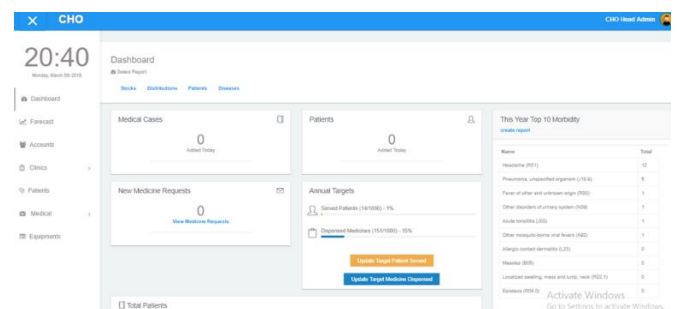 CHO
CHO Head Admin
20:40
Monday, March 5th 2018
Dashboard
Forecast
Accounts
Clinics
Patients
Medical
Equipments
Dashboard
Select Report
Stocks Distributions Patients Diseases
Medical Cases
0
Added Today
Patients
0
Added Today
New Medicine Requests
0
View Medicine Requests
Annual Targets
Served Patients (14/1000) - 1%
Dispensed Medicines (151/1000) - 15%
Update Target Patient Served
Update Target Medicine Dispensed
Total Patients
This Year Top 10 Morbidity
create report
Name Total
Headache (R51) 12
Pneumonia, unspecified organism (J18.9)
Fever of other and unknown origin (R50) 1
Other disorders of urinary system (N39) 1
Acute tonsillitis (J03) 1
Other mosquito-borne viral fevers (A92) 1
Allergic contact dermatitis (L23) 0
Measles (B05) 0
Localized swelling, mass and lump, neck (R22.1) 0
Epistaxis (R04.0) 0
Activate Windows
Go to Settings to activate Windows.